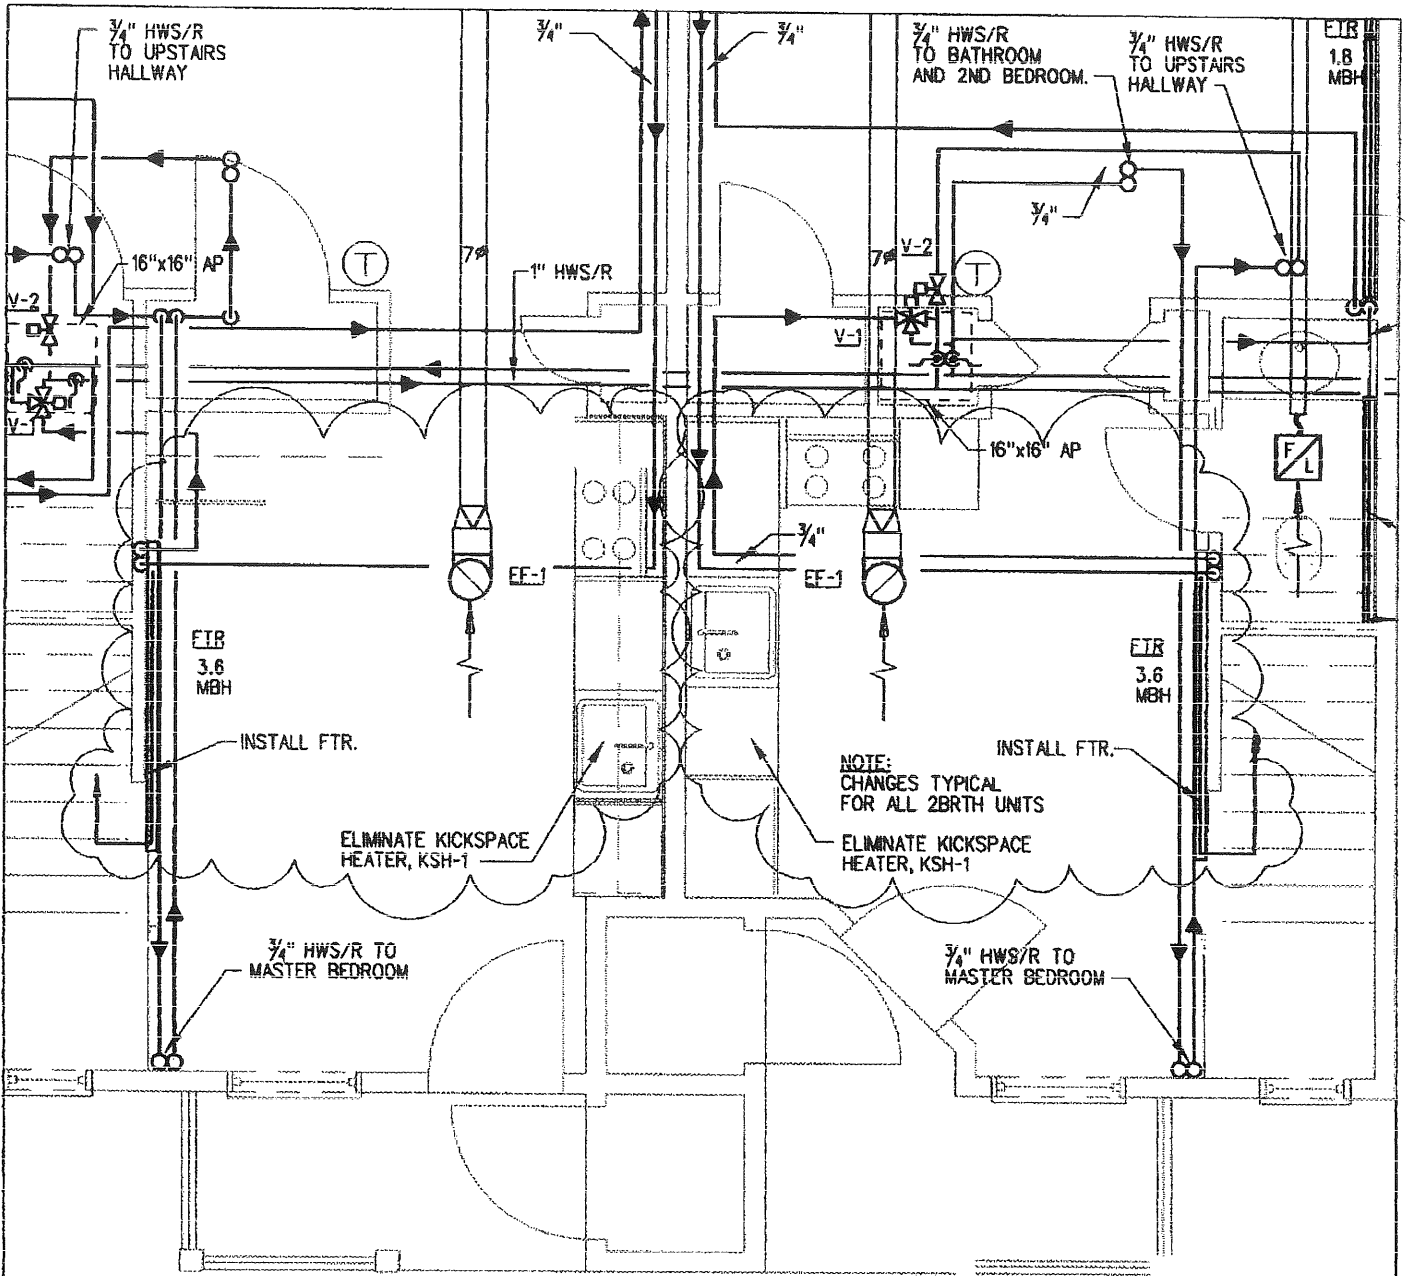 3/4" HWS/R
TO UPSTAIRS
HALLWAY
3/4"
3/4"
3/4" HWS/R
TO BATHROOM
AND 2ND BEDROOM.
3/4" HWS/R
TO UPSTAIRS
HALLWAY
FTR
1.8
MBH
3/4"
16"x16" AP
T
7ø
1" HWS/R
7ø
V-2
T
V-2
V-1
V-1
16"x16" AP
F
L
3/4"
EF-1
EF-1
FTR
3.6
MBH
FTR
3.6
MBH
INSTALL FTR.
INSTALL FTR.
NOTE:
CHANGES TYPICAL
FOR ALL 2BRTH UNITS
ELIMINATE KICKSPACE
HEATER, KSH-1
ELIMINATE KICKSPACE
HEATER, KSH-1
3/4" HWS/R TO
MASTER BEDROOM
3/4" HWS/R TO
MASTER BEDROOM